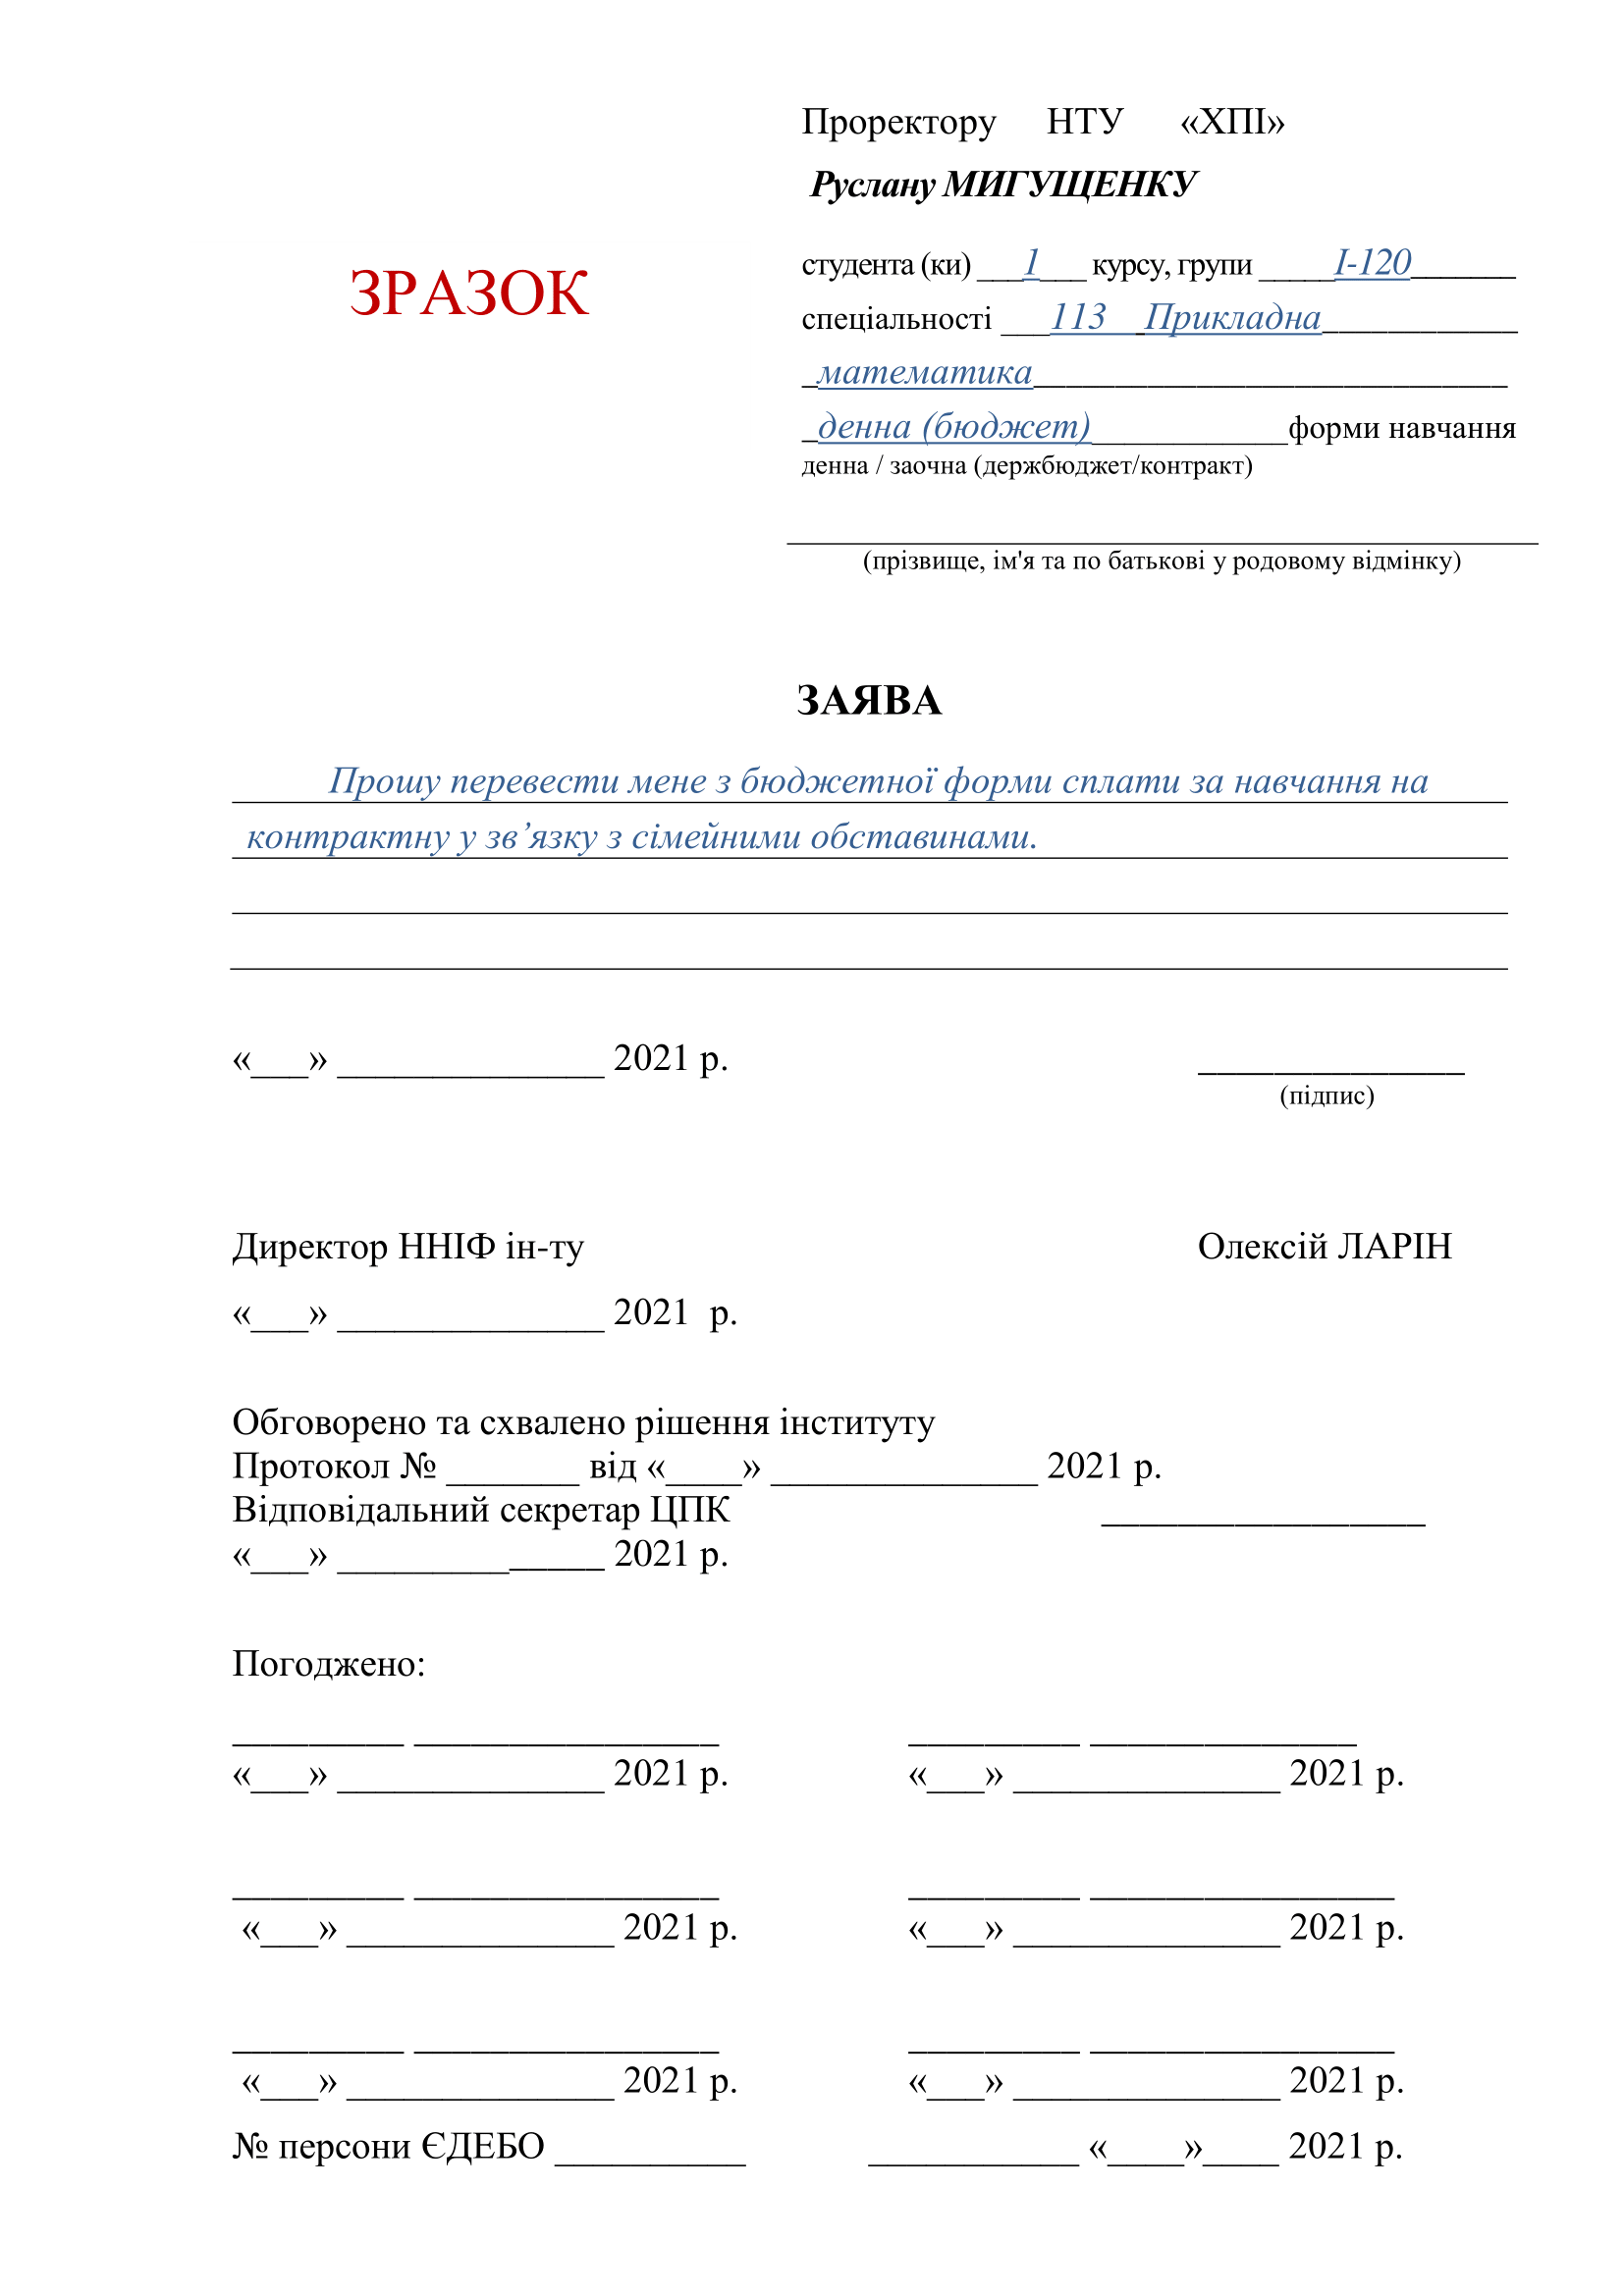 Проректору НТУ «ХПІ»
Руслану МИГУЩЕНКУ
ЗРАЗОК
студента (ки) ___1___ курсу, групи _____І-120_______
спеціальності ___113 _Прикладна____________
_математика_____________________________
_денна (бюджет)____________форми навчання
денна / заочна (держбюджет/контракт)
(прізвище, ім'я та по батькові у родовому відмінку)
ЗАЯВА
Прошу перевести мене з бюджетної форми сплати за навчання на
контрактну у зв’язку з сімейними обставинами.
«___» ______________ 2021 р. ______________
(підпис)
Директор ННІФ ін-ту Олексій ЛАРІН
«___» ______________ 2021 р.
Обговорено та схвалено рішення інституту
Протокол № _______ від «____» ______________ 2021 р.
Відповідальний секретар ЦПК _________________
«___» ______________ 2021 р.
Погоджено:
_________ ________________ _________ ______________
«___» ______________ 2021 р. «___» ______________ 2021 р.
_________ ________________ _________ ________________
«___» ______________ 2021 р. «___» ______________ 2021 р.
_________ ________________ _________ ________________
«___» ______________ 2021 р. «___» ______________ 2021 р.
№ персони ЄДЕБО __________ ___________ «____»____ 2021 р.